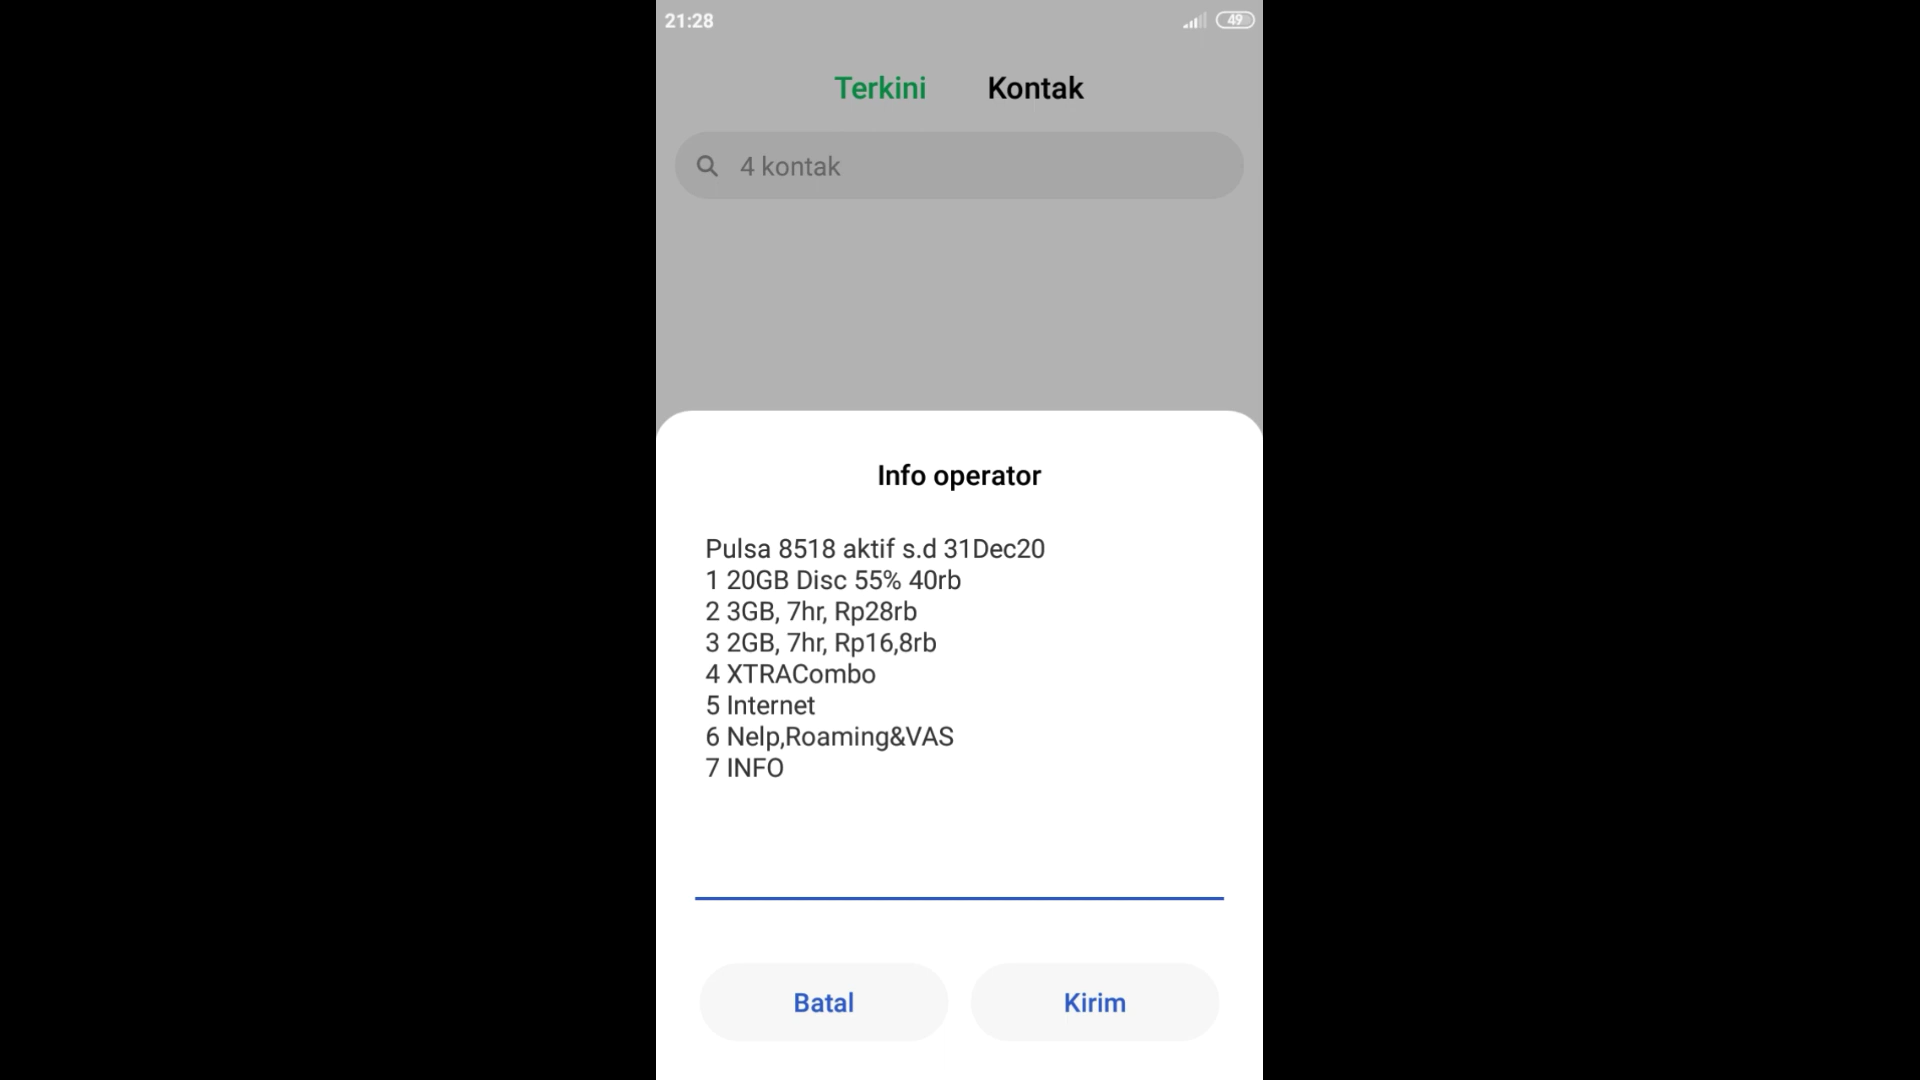 21:28
49
Terkini Kontak
4 kontak
Info operator
Pulsa 8518 aktif s.d 31Dec20
1 20GB Disc 55% 40rb
2 3GB, 7hr, Rp28rb
3 2GB, 7hr, Rp16,8rb
4 XTRACombo
5 Internet
6 Nelp,Roaming&VAS
7 INFO
Batal Kirim